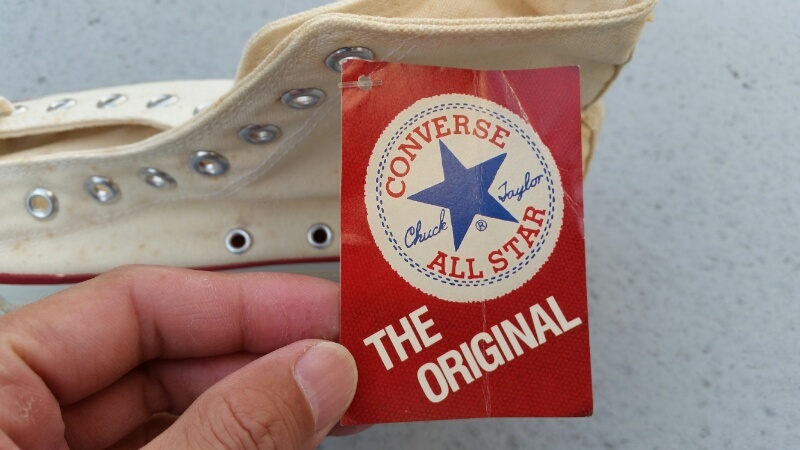 CONVERSE
Chuck Taylor
®
ALL STAR
THE
ORIGINAL